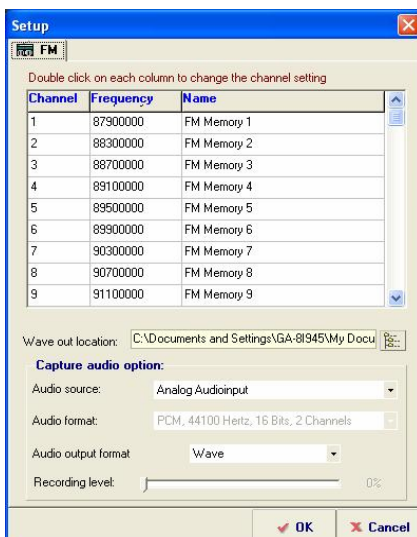 Setup
FM
Double click on each column to change the channel setting
Channel Frequency Name
1 87900000 FM Memory 1
2 88300000 FM Memory 2
3 88700000 FM Memory 3
4 89100000 FM Memory 4
5 89500000 FM Memory 5
6 89900000 FM Memory 6
7 90300000 FM Memory 7
8 90700000 FM Memory 8
9 91100000 FM Memory 9
Wave out location: C:\Documents and Settings\GA-8I945\My Docu
Capture audio option:
Audio source: Analog Audioinput
Audio format: PCM, 44100 Hertz, 16 Bits, 2 Channels
Audio output format Wave
Recording level: 0%
OK Cancel